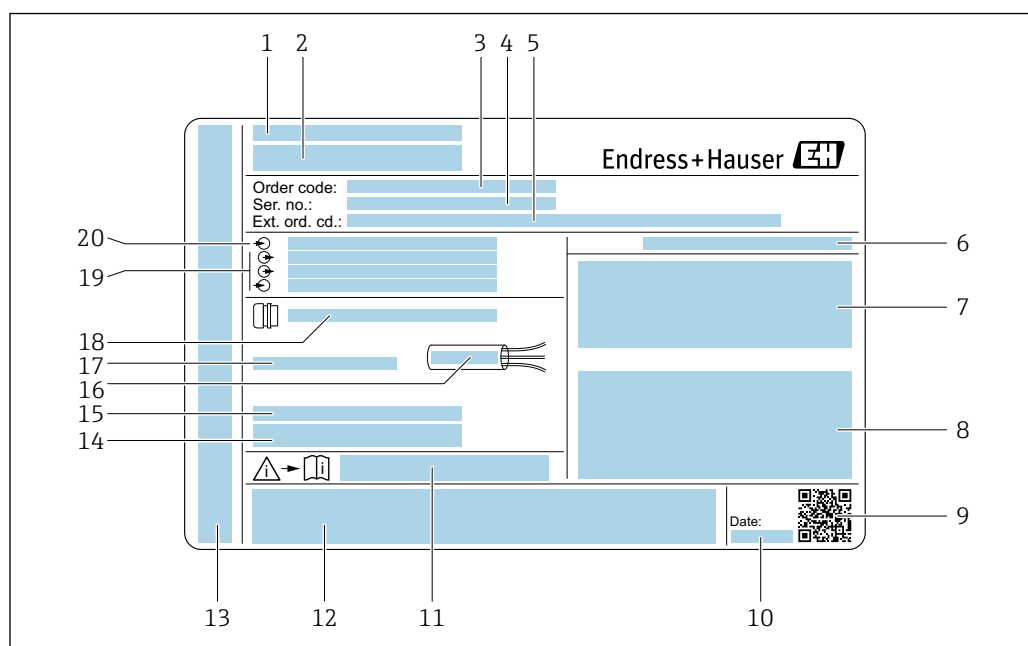 1 2 3 4 5
Endress+Hauser EH
Order code:
Ser. no.:
Ext. ord. cd.:
20
19
18
17
16
15
14
6
7
8
9
i i
Date:
13 12 11 10